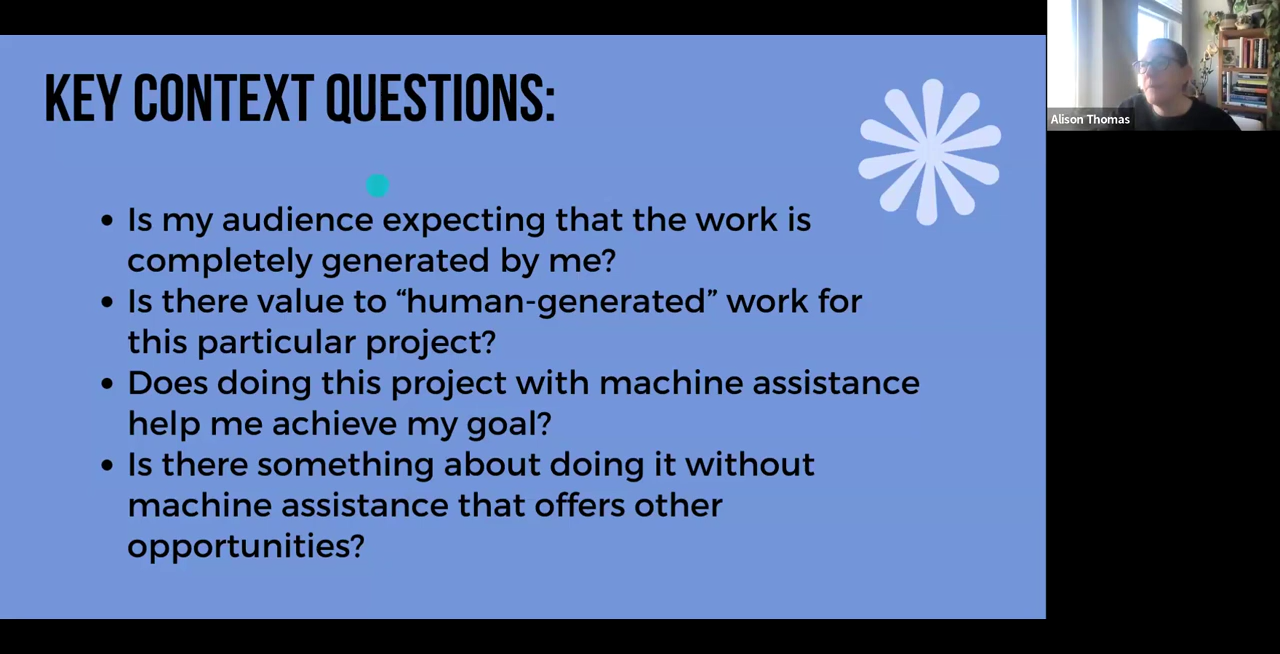 KEY CONTEXT QUESTIONS:
• Is my audience expecting that the work is
completely generated by me?
• Is there value to “human-generated” work for
this particular project?
• Does doing this project with machine assistance
help me achieve my goal?
• Is there something about doing it without
machine assistance that offers other
opportunities?
Alison Thomas